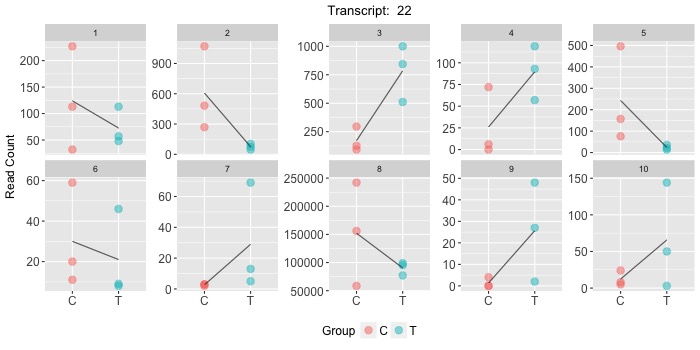 Transcript: 22
Read Count
1 2 3 4 5
200 150 100 50
900 600 300 0
1000 750 500 250
100 75 50 25 0
500 400 300 200 100 0
6 7 8 9 10
60 40 20
60 40 20 0
250000 200000 150000 100000 50000
50 40 30 20 10 0
150 100 50 0
C T C T C T C T C T
Group C T